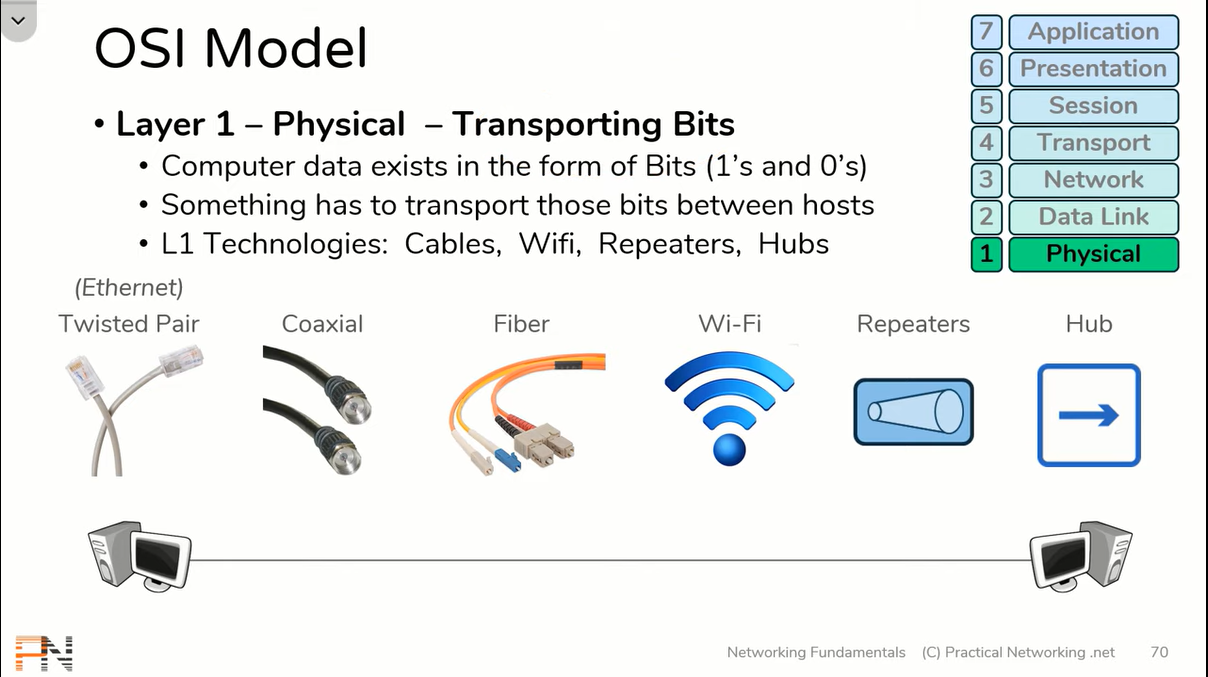 OSI Model
• Layer 1 – Physical – Transporting Bits
• Computer data exists in the form of Bits (1’s and 0’s)
• Something has to transport those bits between hosts
• L1 Technologies: Cables, Wifi, Repeaters, Hubs
7 Application
6 Presentation
5 Session
4 Transport
3 Network
2 Data Link
1 Physical
(Ethernet)
Twisted Pair
Coaxial
Fiber
Wi-Fi
Repeaters
Hub
PN
Networking Fundamentals (C) Practical Networking .net 70